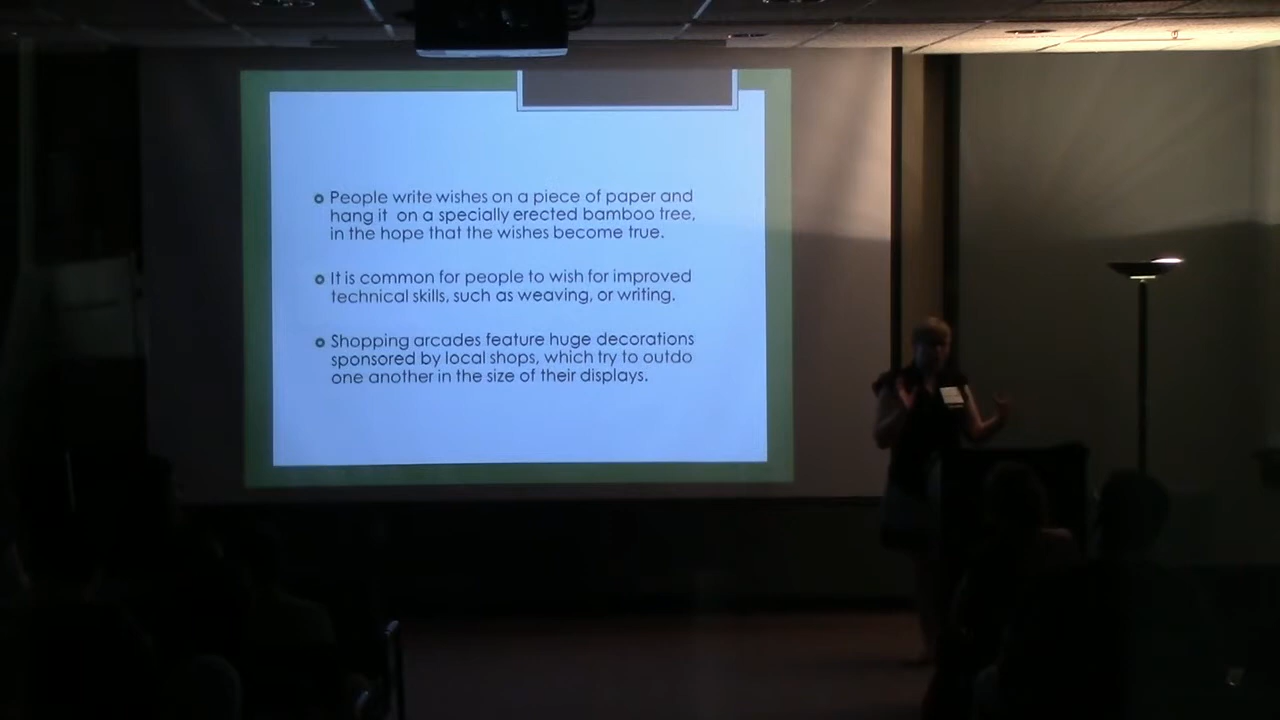 People write wishes on a piece of paper and
hang it on a specially erected bamboo tree,
in the hope that the wishes become true.
It is common for people to wish for improved
technical skills, such as weaving, or writing.
Shopping arcades feature huge decorations
sponsored by local shops, which try to outdo
one another in the size of their displays.